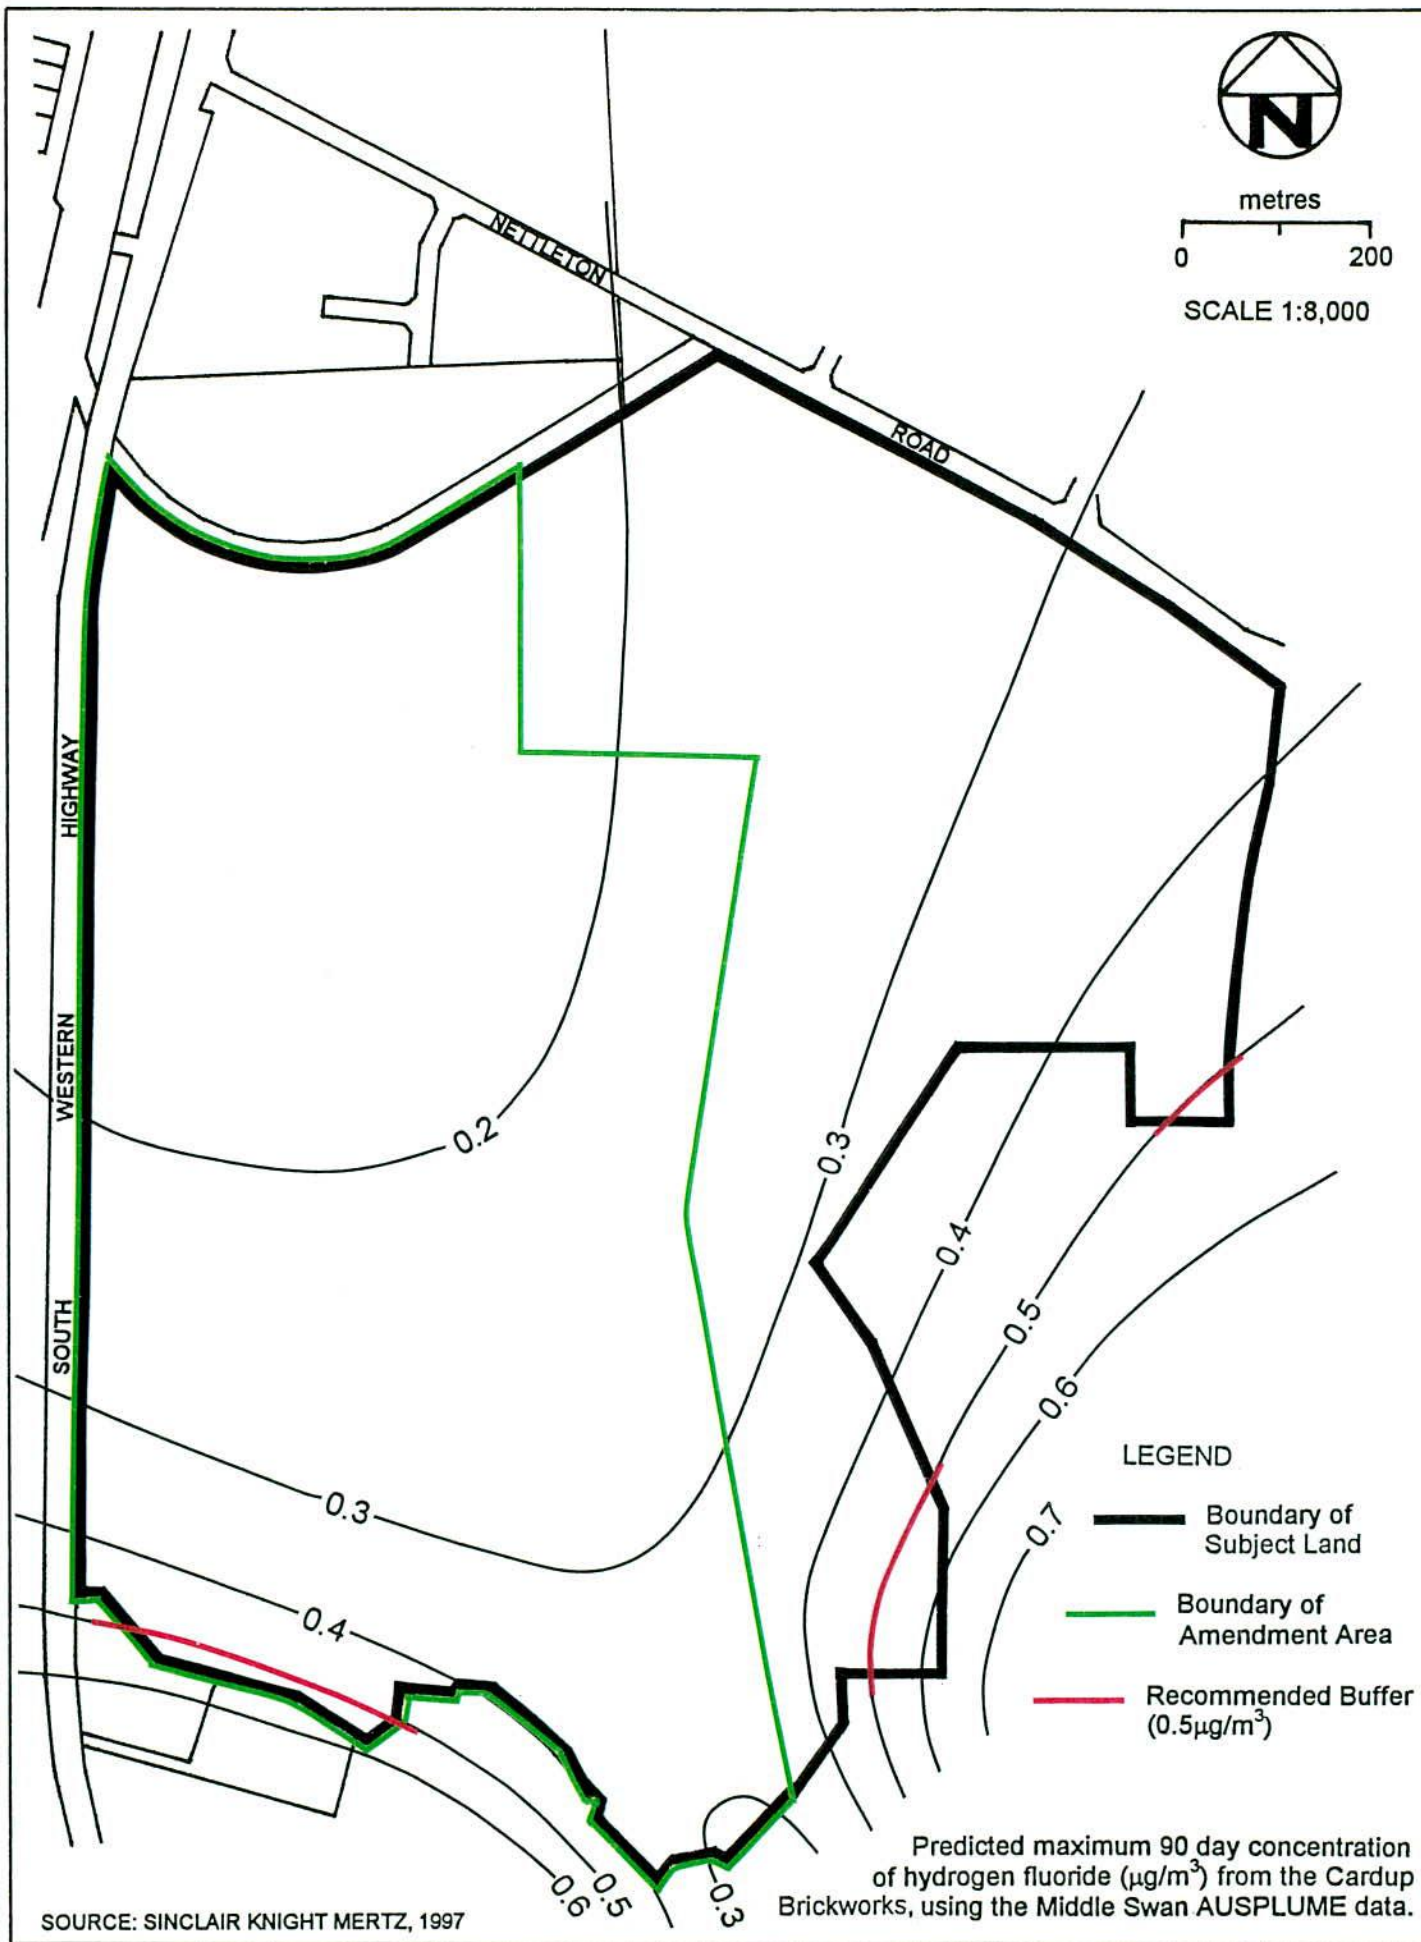 N
metres
0 200
SCALE 1:8,000
NETTLETON
ROAD
HIGHWAY
WESTERN
SOUTH
0.2
0.3
0.4
0.5
0.6
0.7
0.3
0.4
0.6
0.5
0.3
LEGEND
Boundary of
Subject Land
Boundary of
Amendment Area
Recommended Buffer
(0.5µg/m³)
Predicted maximum 90 day concentration
of hydrogen fluoride (µg/m³) from the Cardup
Brickworks, using the Middle Swan AUSPLUME data.
SOURCE: SINCLAIR KNIGHT MERTZ, 1997